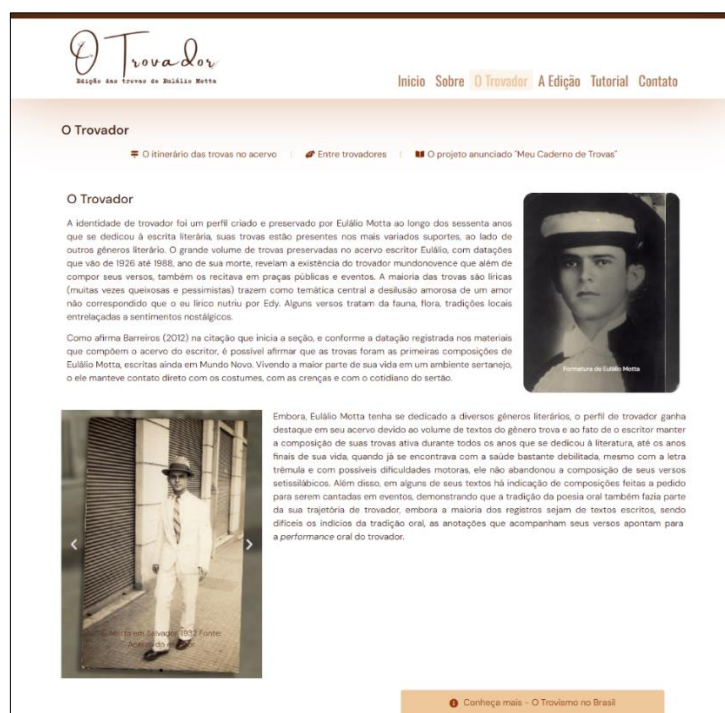 O Trovador
Edição das trovas de Eulálio Motta
Inicio Sobre O Trovador A Edição Tutorial Contato
O Trovador
O itinerário das trovas no acervo
Entre trovadores
O projeto anunciado "Meu Caderno de Trovas"
O Trovador
A identidade de trovador foi um perfil criado e preservado por Eulálio Motta ao longo dos sessenta anos
que se dedicou à escrita literária, suas trovas estão presentes nos mais variados suportes, ao lado de
outros gêneros literário. O grande volume de trovas preservadas no acervo escritor Eulálio, com datações
que vão de 1926 até 1988, ano de sua morte, revelam a existência do trovador mundonovence que além de
compor seus versos, também os recitava em praças públicas e eventos. A maioria das trovas são líricas
(muitas vezes queixosas e pessimistas) trazem como temática central a desilusão amorosa de um amor
não correspondido que o eu lírico nutriu por Edy. Alguns versos tratam da fauna, flora, tradições locais
entrelaçadas a sentimentos nostálgicos.
Como afirma Barreiros (2012) na citação que inicia a seção, e conforme a datação registrada nos materiais
que compõem o acervo do escritor, é possível afirmar que as trovas foram as primeiras composições de
Eulálio Motta, escritas ainda em Mundo Novo. Vivendo a maior parte de sua vida em um ambiente sertanejo,
o ele manteve contato direto com os costumes, com as crenças e com o cotidiano do sertão.
Formatura de Eulálio Motta
Embora, Eulálio Motta tenha se dedicado a diversos gêneros literários, o perfil de trovador ganha
destaque em seu acervo devido ao volume de textos do gênero trova e ao fato de o escritor manter
a composição de suas trovas ativa durante todos os anos que se dedicou à literatura, até os anos
finais de sua vida, quando já se encontrava com a saúde bastante debilitada, mesmo com a letra
trêmula e com possíveis dificuldades motoras, ele não abandonou a composição de seus versos
setissilábicos. Além disso, em alguns de seus textos há indicação de composições feitas a pedido
para serem cantadas em eventos, demonstrando que a tradição da poesia oral também fazia parte
da sua trajetória de trovador, embora a maioria dos registros sejam de textos escritos, sendo
difíceis os indícios da tradição oral, as anotações que acompanham seus versos apontam para
a performance oral do trovador.
Motta em Salvador, 1932 Fonte:
Acervo do
Conheça mais - O Trovismo no Brasil